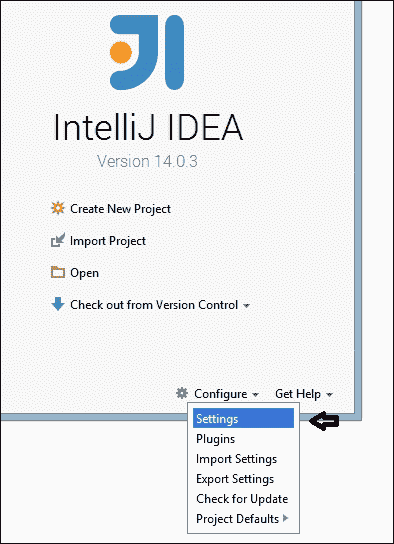 IntelliJ IDEA
Version 14.0.3
Create New Project
Import Project
Open
Check out from Version Control
Configure Get Help
Settings
Plugins
Import Settings
Export Settings
Check for Update
Project Defaults